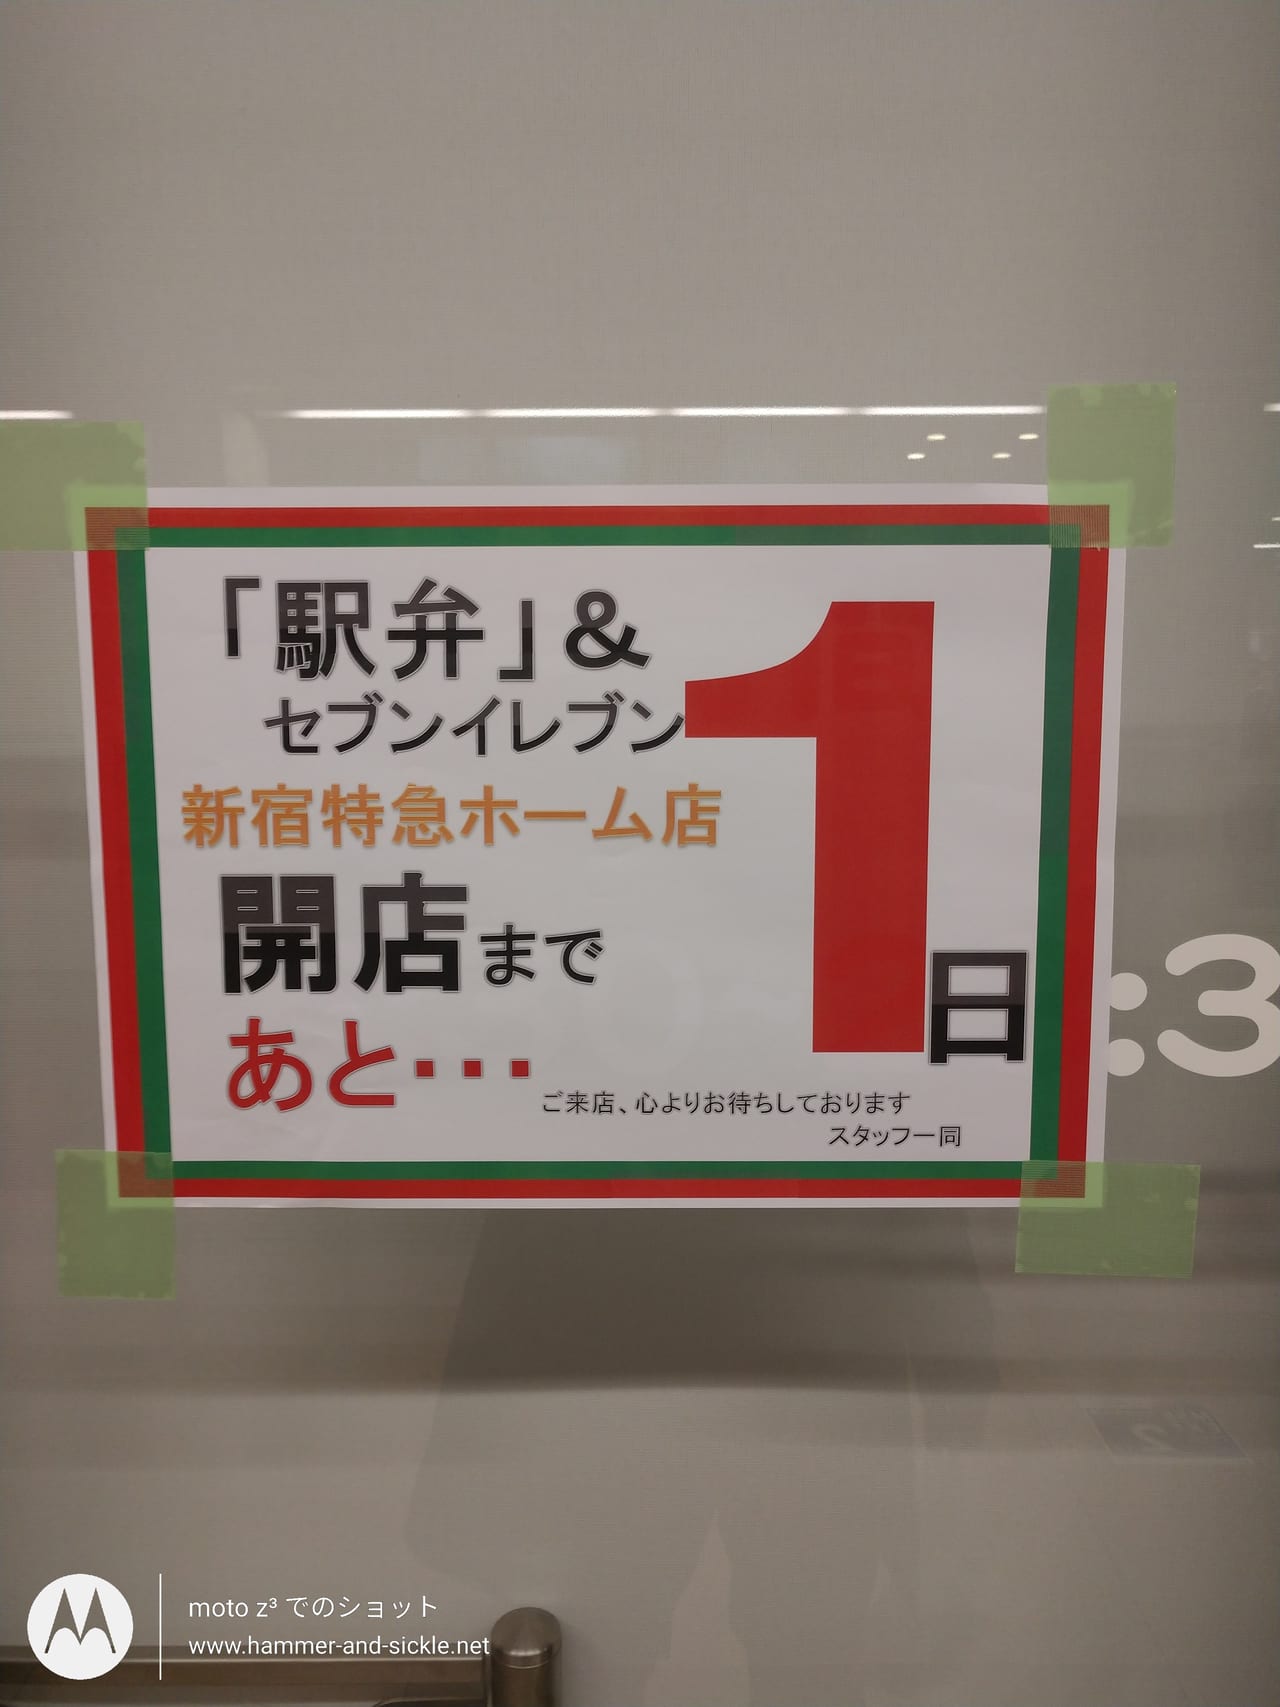 「駅弁」&
セブンイレブン
新宿特急ホーム店
開店まで
あと・・・
1日
ご来店、心よりお待ちしております
スタッフ一同
:3
moto z³ でのショット
www.hammer-and-sickle.net